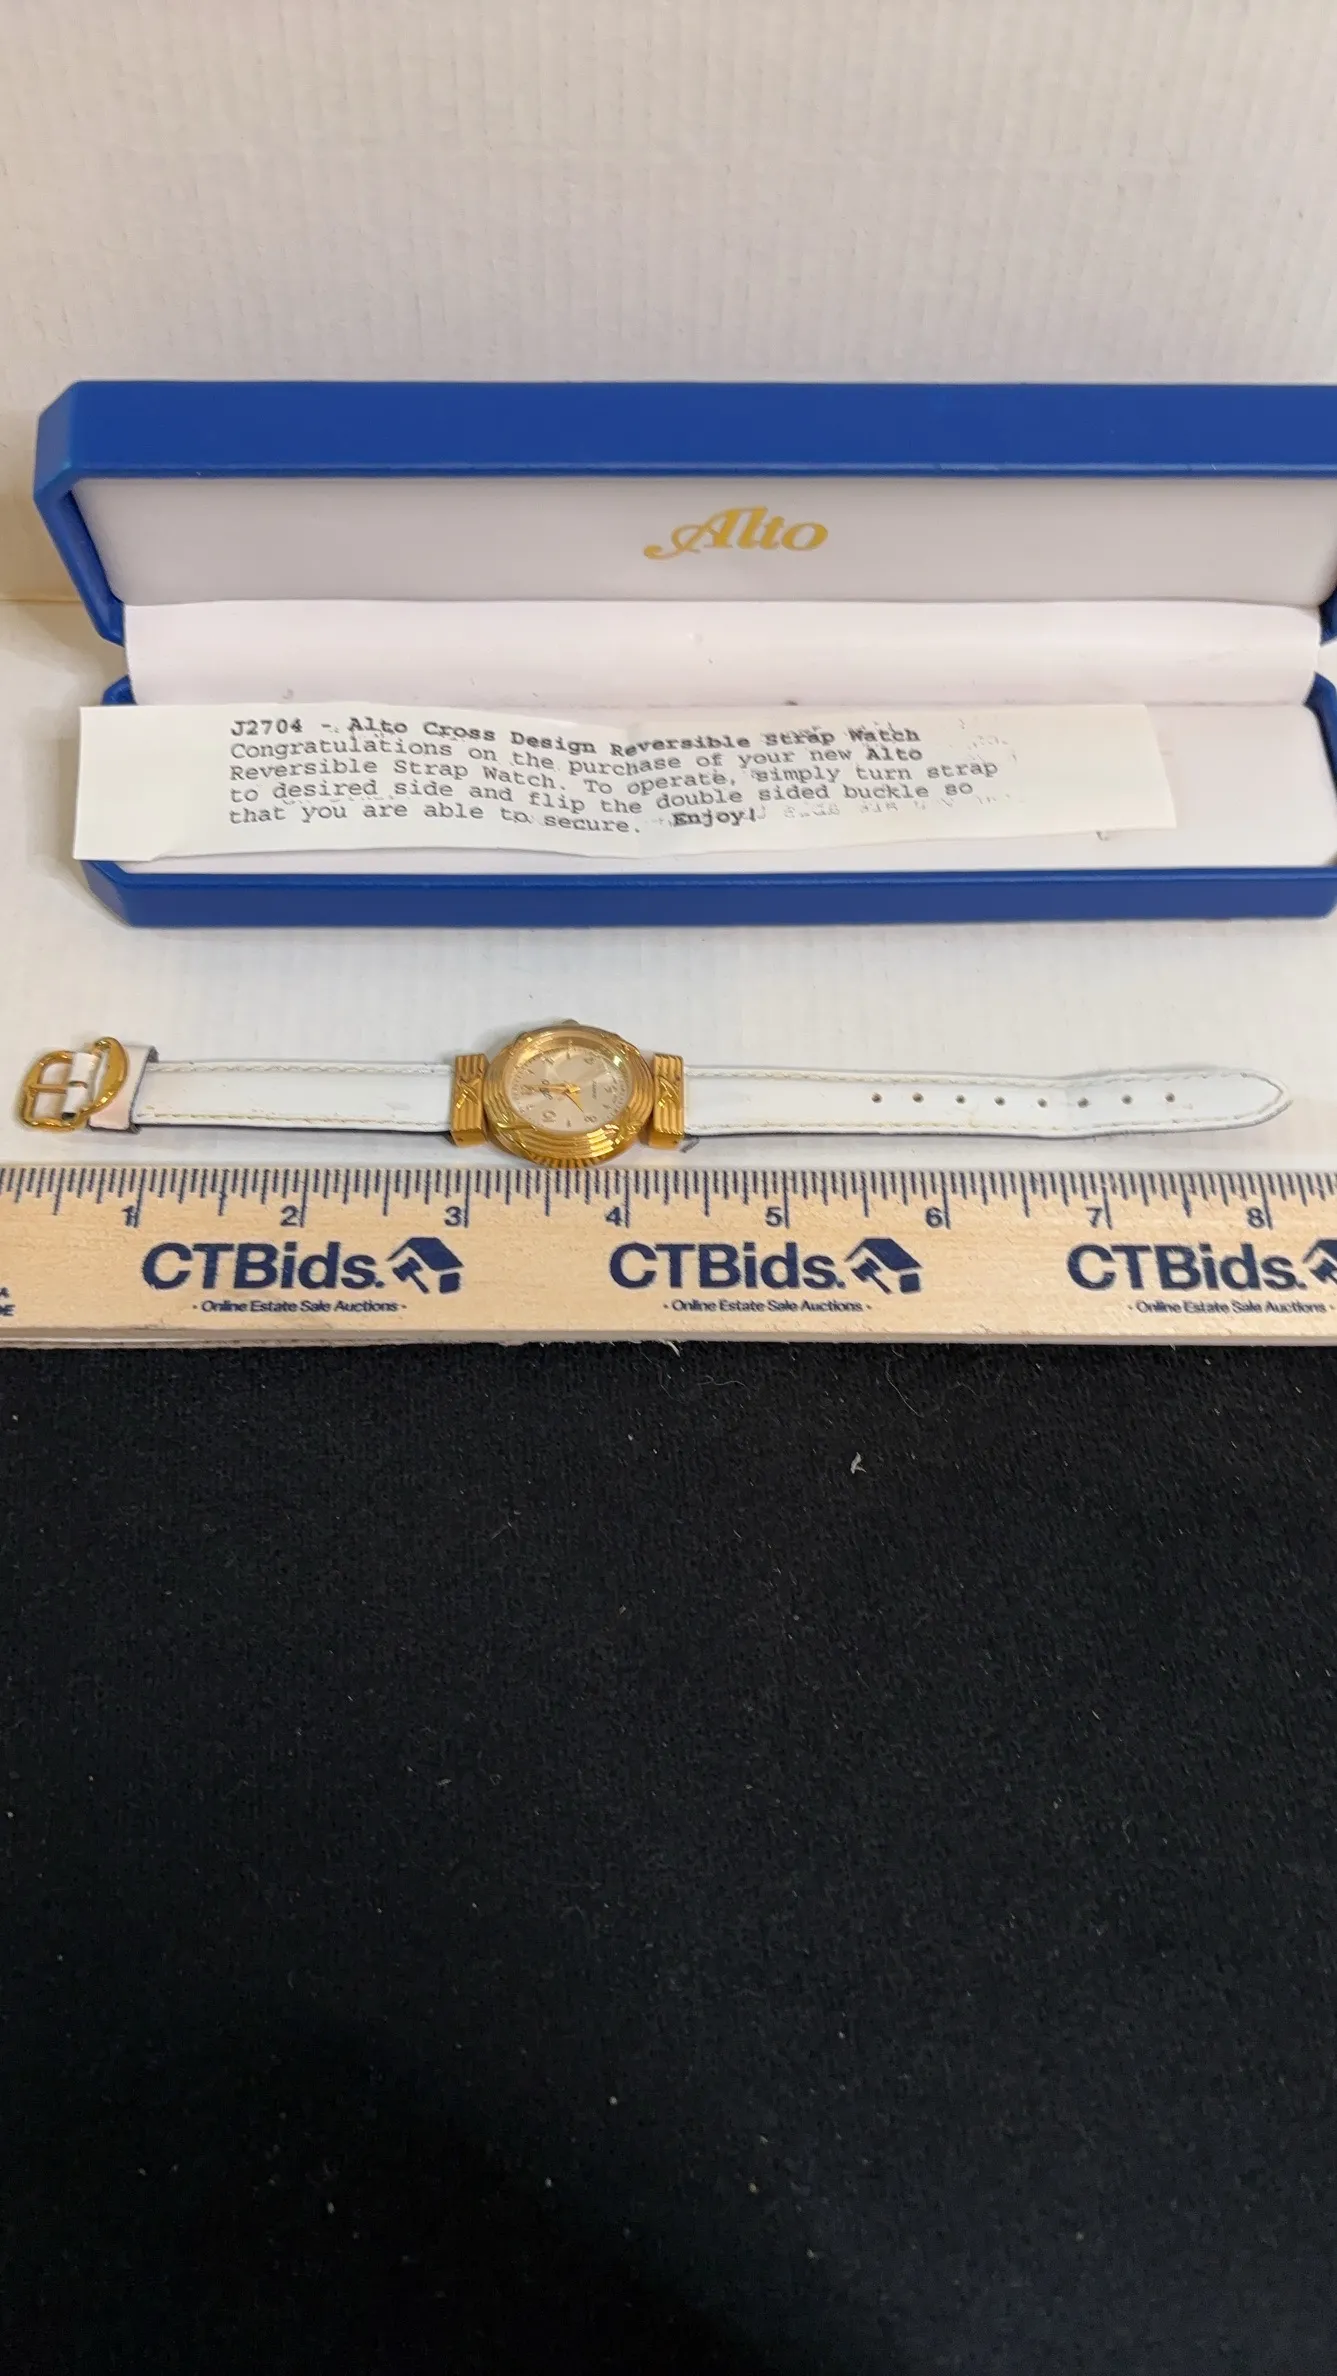 Alto
J2704 - Alto Cross Design Reversible Strap Watch
Congratulations on the purchase of your new Alto
Reversible Strap Watch. To operate, simply turn strap
to desired side and flip the double sided buckle so
that you are able to secure. Enjoy!
1 2 3 4 5 6 7 8
CTBids. CTBids. CTBids.
· Online Estate Sale Auctions · · Online Estate Sale Auctions · · Online Estate Sale Auctions ·